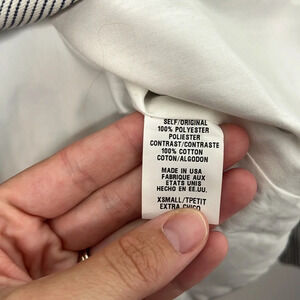 SELF/ORIGINAL
100% POLYESTER
POLIESTER
CONTRAST/CONTRASTE
100% COTTON
COTON/ALGODON
MADE IN USA
FABRIQUE AUX
ETATS UNIS
HECHO EN EE.UU.
XSMALL/TPETIT
EXTRA CHICO